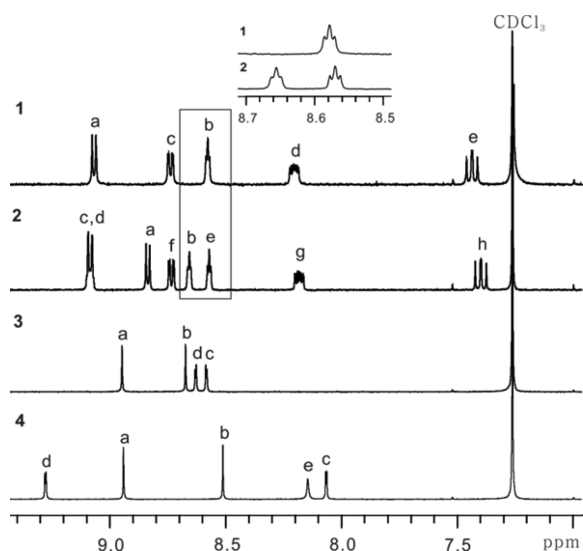 CDCl₃
1
2
8.7 8.6 8.5
1 a c b d e
2 c,d a f b e g h
3 a b d c
4 d a b e c
9.0 8.5 8.0 7.5 ppm